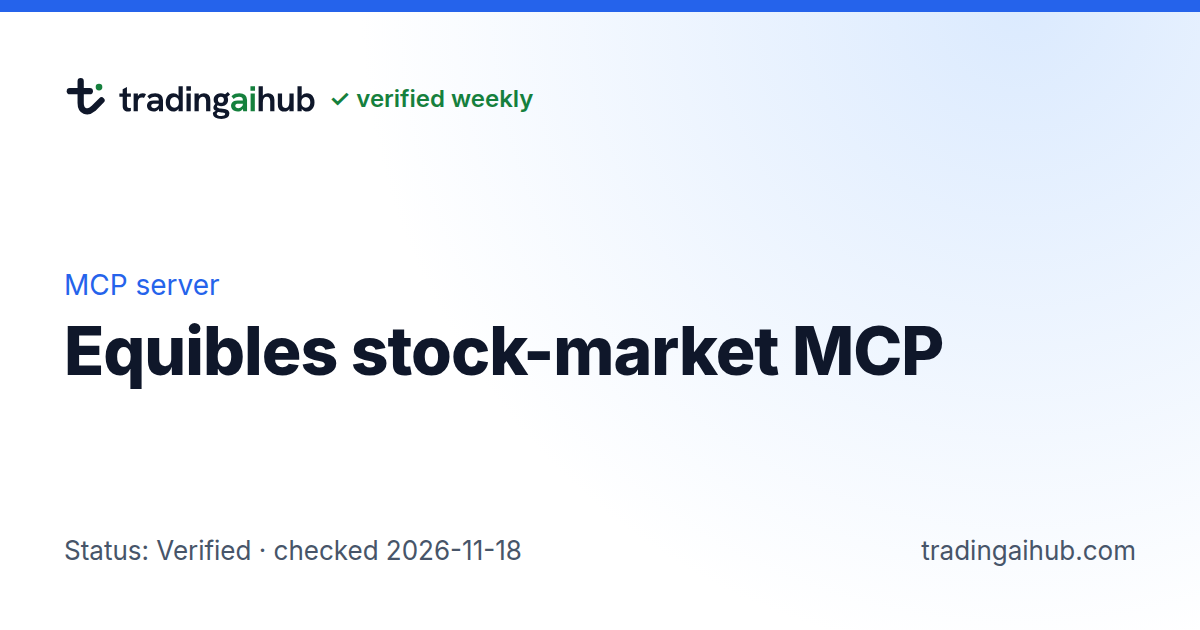 tradingaihub ✓ verified weekly
MCP server
Equibles stock-market MCP
Status: Verified · checked 2026-11-18
tradingaihub.com